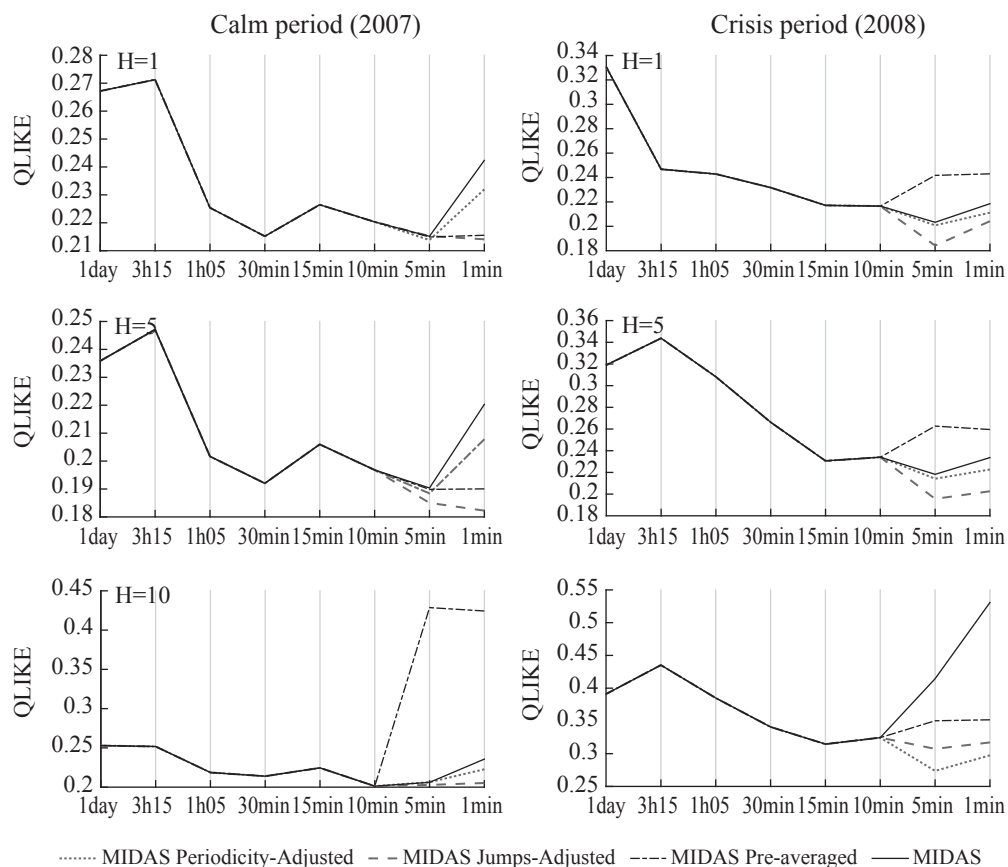 Calm period (2007)
Crisis period (2008)
QLIKE
0.28
0.27
0.26
0.25
0.24
0.23
0.22
0.21
H=1
1day 3h15 1h05 30min 15min 10min 5min 1min
QLIKE
0.34
0.32
0.3
0.28
0.26
0.24
0.22
0.2
0.18
H=1
1day 3h15 1h05 30min 15min 10min 5min 1min
QLIKE
0.25
0.24
0.23
0.22
0.21
0.2
0.19
0.18
H=5
1day 3h15 1h05 30min 15min 10min 5min 1min
QLIKE
0.36
0.34
0.32
0.3
0.28
0.26
0.24
0.22
0.2
0.18
H=5
1day 3h15 1h05 30min 15min 10min 5min 1min
QLIKE
0.45
0.4
0.35
0.3
0.25
0.2
H=10
1day 3h15 1h05 30min 15min 10min 5min 1min
QLIKE
0.55
0.5
0.45
0.4
0.35
0.3
0.25
1day 3h15 1h05 30min 15min 10min 5min 1min
MIDAS Periodicity-Adjusted MIDAS Jumps-Adjusted MIDAS Pre-averaged MIDAS